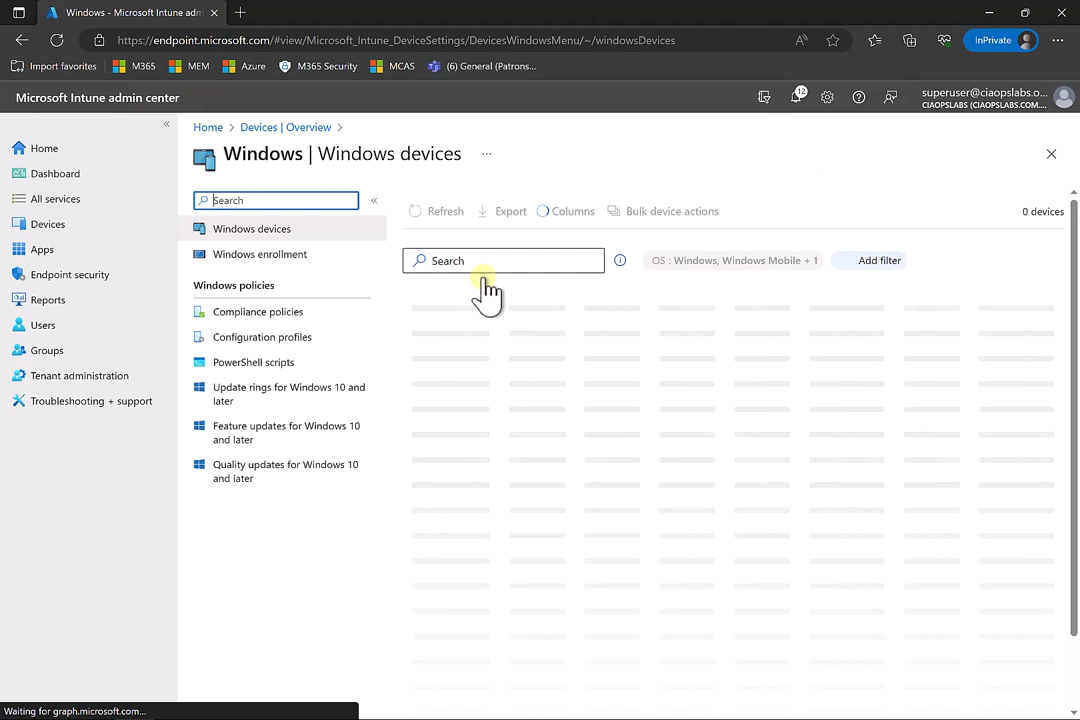 Windows - Microsoft Intune adm
https://endpoint.microsoft.com/#view/Microsoft_Intune_DeviceSettings/DevicesWindowsMenu/~/windowsDevices
InPrivate
Import favorites
M365
MEM
Azure
M365 Security
MCAS
(6) General (Patrons...
Microsoft Intune admin center
12
superuser@ciaopslabs.o...
CIAOPSLABS (CIAOPSLABS.COM....
Home
Dashboard
All services
Devices
Apps
Endpoint security
Reports
Users
Groups
Tenant administration
Troubleshooting + support
Home > Devices | Overview >
Windows | Windows devices
Search
Windows devices
Windows enrollment
Windows policies
Compliance policies
Configuration profiles
PowerShell scripts
Update rings for Windows 10 and
later
Feature updates for Windows 10
and later
Quality updates for Windows 10
and later
Refresh
Export
Columns
Bulk device actions
0 devices
Search
OS : Windows, Windows Mobile + 1
Add filter
Waiting for graph.microsoft.com...